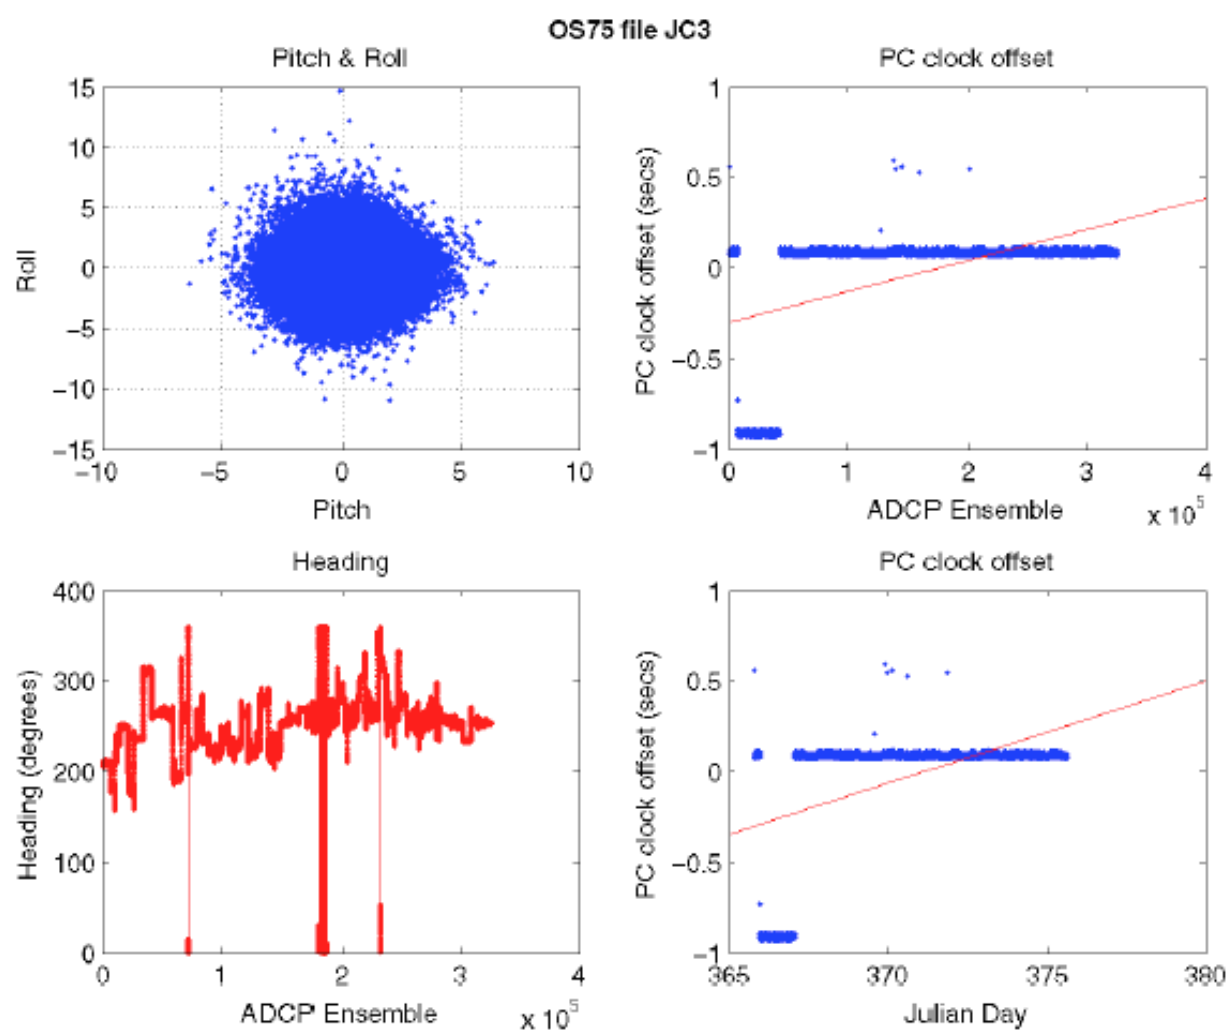 OS75 file JC3
Pitch & Roll
PC clock offset
15
10
5
0
−5
−10
−15
Roll
−10
−5
0
5
10
Pitch
1
0.5
0
−0.5
−1
PC clock offset (secs)
0
1
2
3
4
ADCP Ensemble
x 10^5
Heading
PC clock offset
400
300
200
100
0
Heading (degrees)
0
1
2
3
4
ADCP Ensemble
x 10^5
1
0.5
0
−0.5
−1
PC clock offset (secs)
365
370
375
380
Julian Day